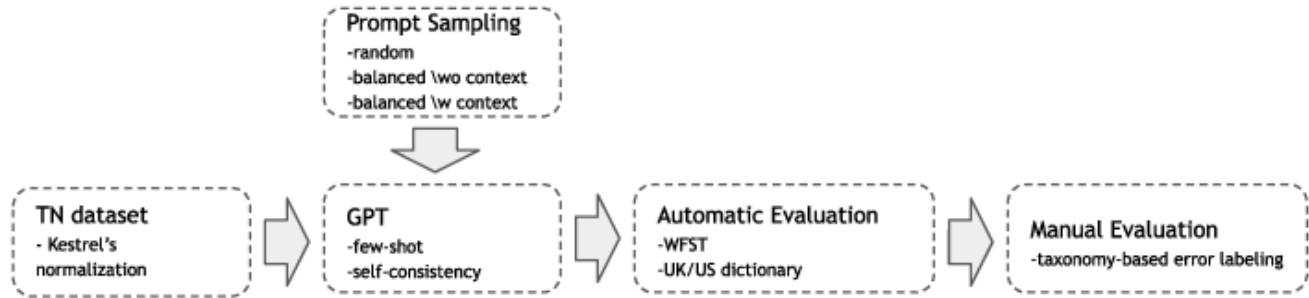 Prompt Sampling
-random
-balanced \wo context
-balanced \w context
TN dataset
- Kestrel's
normalization
GPT
-few-shot
-self-consistency
Automatic Evaluation
-WFST
-UK/US dictionary
Manual Evaluation
-taxonomy-based error labeling